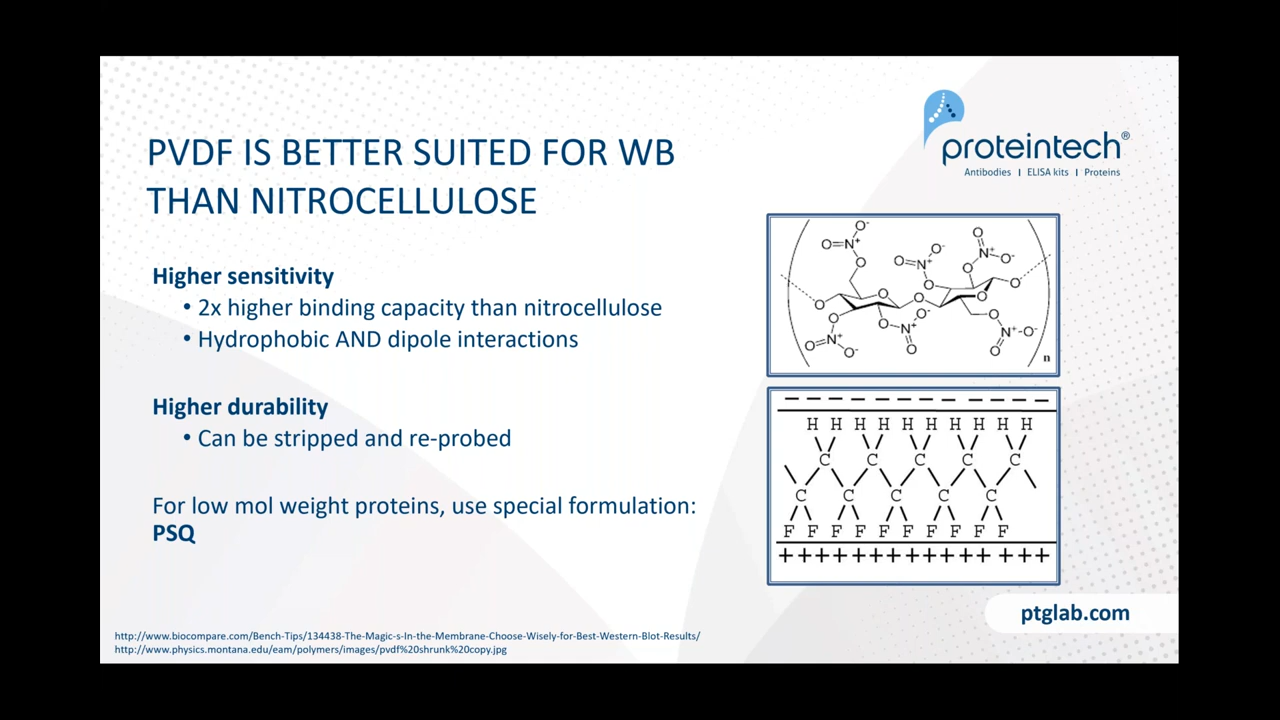 PVDF IS BETTER SUITED FOR WB
THAN NITROCELLULOSE
proteintech®
Antibodies | ELISA kits | Proteins
Higher sensitivity
• 2x higher binding capacity than nitrocellulose
• Hydrophobic AND dipole interactions
Higher durability
• Can be stripped and re-probed
For low mol weight proteins, use special formulation:
PSQ
O⁻
O=N⁺
O
O⁻
O=N⁺
O
O
N⁺-O⁻
O
O
O
O
O
O
O
O
O=N⁺
O⁻
O
N⁺
O⁻
O
O
N⁺-O⁻
O
n
− − − − − − − − − − − −
H H H H H H H H H H
C C C C C
C C C C C
F F F F F F F F F F
+ + + + + + + + + + + + + + +
ptglab.com
http://www.biocompare.com/Bench-Tips/134438-The-Magic-s-In-the-Membrane-Choose-Wisely-for-Best-Western-Blot-Results/
http://www.physics.montana.edu/eam/polymers/images/pvdf%20shrunk%20copy.jpg